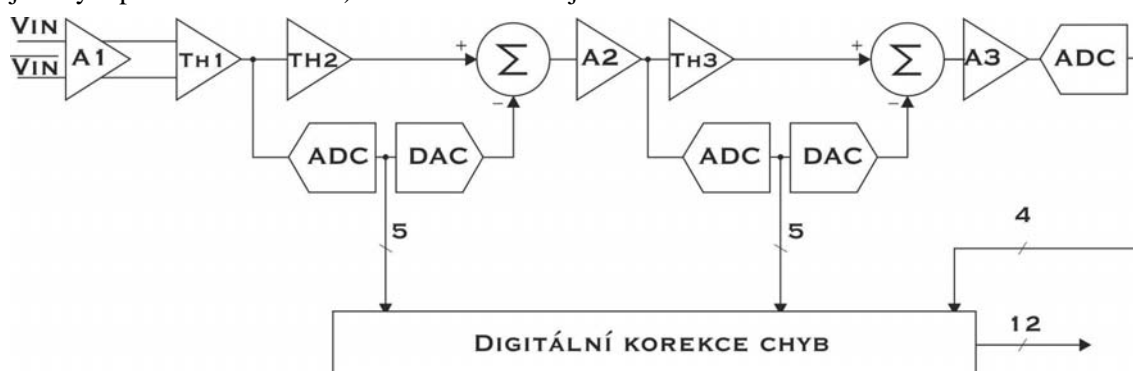 VIN
VIN
A1
TH1
TH2
+
Σ
−
A2
TH3
+
Σ
−
A3
ADC
ADC
DAC
ADC
DAC
5
5
4
DIGITÁLNÍ KOREKCE CHYB
12